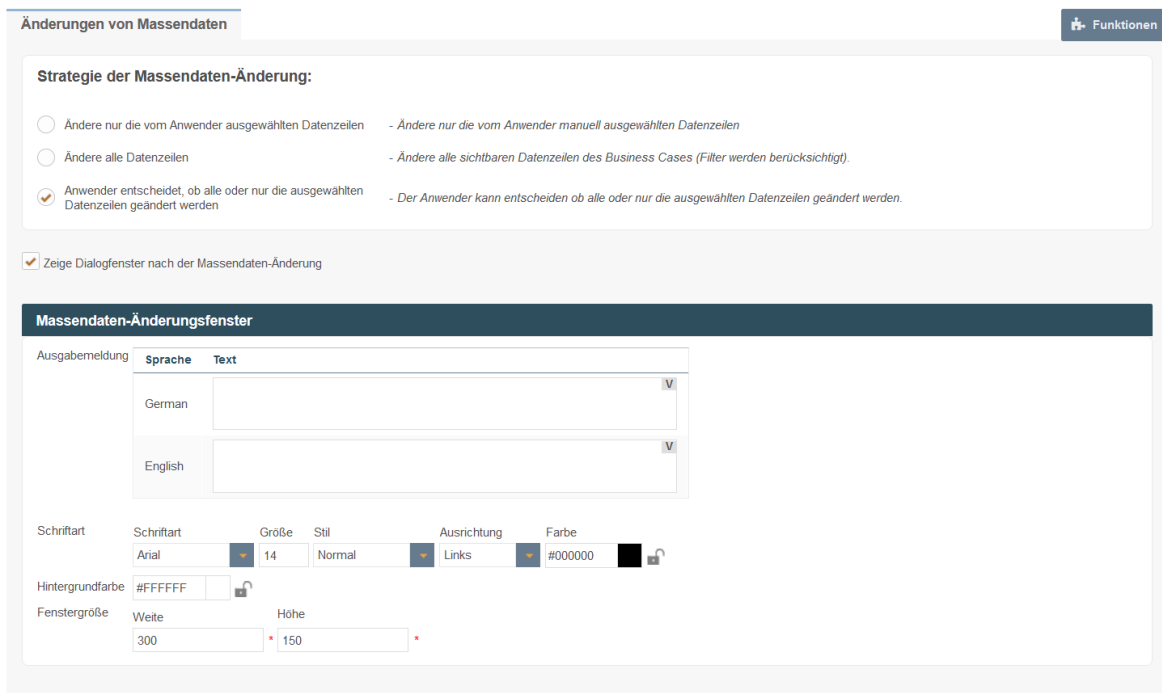 Änderungen von Massendaten
Funktionen
Strategie der Massendaten-Änderung:
Ändere nur die vom Anwender ausgewählten Datenzeilen - Ändere nur die vom Anwender manuell ausgewählten Datenzeilen
Ändere alle Datenzeilen - Ändere alle sichtbaren Datenzeilen des Business Cases (Filter werden berücksichtigt).
Anwender entscheidet, ob alle oder nur die ausgewählten
Datenzeilen geändert werden
- Der Anwender kann entscheiden ob alle oder nur die ausgewählten Datenzeilen geändert werden.
Zeige Dialogfenster nach der Massendaten-Änderung
Massendaten-Änderungsfenster
Ausgabemeldung Sprache Text
V
German
V
English
Schriftart Schriftart Größe Stil Ausrichtung Farbe
Arial 14 Normal Links #000000
Hintergrundfarbe #FFFFFF
Fenstergröße Weite Höhe
300 * 150 *